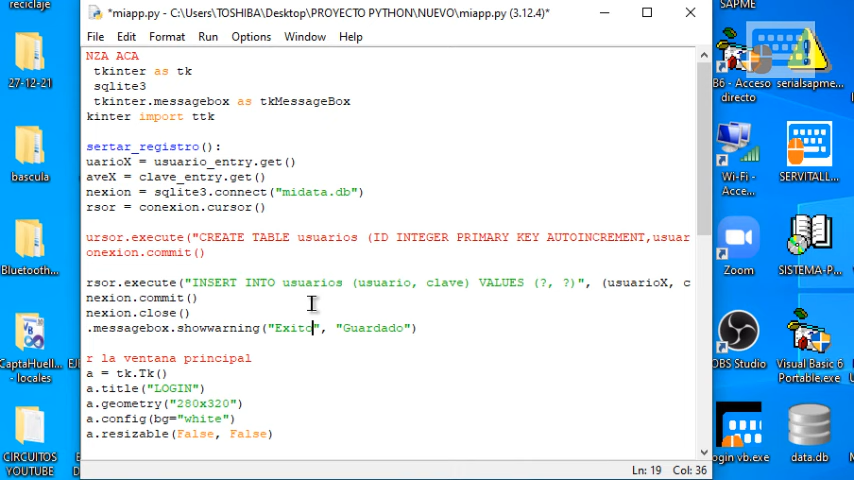 reciclaje
27-12-21
bascula
Bluetooth...
CaptaHuell...
- locales
CIRCUITOS
YOUTUBE
*miapp.py - C:\Users\TOSHIBA\Desktop\PROYECTO PYTHON\NUEVO\miapp.py (3.12.4)*
File Edit Format Run Options Window Help
NZA ACA
tkinter as tk
sqlite3
tkinter.messagebox as tkMessageBox
kinter import ttk
sertar_registro():
uarioX = usuario_entry.get()
aveX = clave_entry.get()
nexion = sqlite3.connect("midata.db")
rsor = conexion.cursor()
ursor.execute("CREATE TABLE usuarios (ID INTEGER PRIMARY KEY AUTOINCREMENT,usuar
onexion.commit()
rsor.execute("INSERT INTO usuarios (usuario, clave) VALUES (?, ?)", (usuarioX, c
nexion.commit()
nexion.close()
.messagebox.showwarning("Exito", "Guardado")
r la ventana principal
a = tk.Tk()
a.title("LOGIN")
a.geometry("280x320")
a.config(bg="white")
a.resizable(False, False)
Ln: 19 Col: 36
SAPME
B6 - Acceso
directo
serialsapme...
Wi-Fi -
Acce...
SERVITALL...
Zoom
SISTEMA-P...
OBS Studio
Visual Basic 6
Portable.exe
login vb.exe
data.db